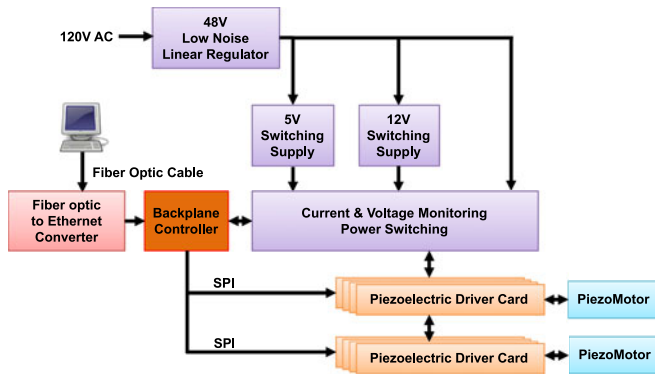 48V
Low Noise
Linear Regulator
120V AC
5V
Switching
Supply
12V
Switching
Supply
Fiber Optic Cable
Fiber optic
to Ethernet
Converter
Backplane
Controller
Current & Voltage Monitoring
Power Switching
SPI
Piezoelectric Driver Card
PiezoMotor
SPI
Piezoelectric Driver Card
PiezoMotor